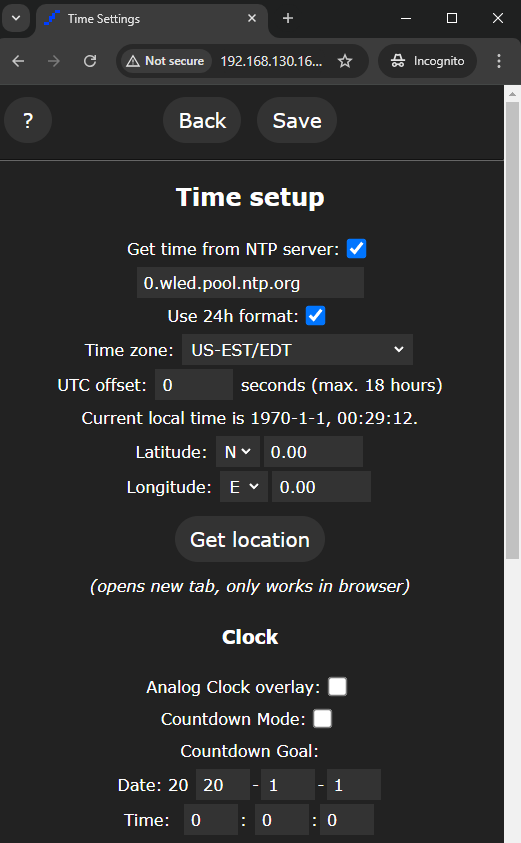 Time Settings
Not secure 192.168.130.16... Incognito
? Back Save
Time setup
Get time from NTP server:
0.wled.pool.ntp.org
Use 24h format:
Time zone: US-EST/EDT
UTC offset: 0 seconds (max. 18 hours)
Current local time is 1970-1-1, 00:29:12.
Latitude: N 0.00
Longitude: E 0.00
Get location
(opens new tab, only works in browser)
Clock
Analog Clock overlay:
Countdown Mode:
Countdown Goal:
Date: 20 20 - 1 - 1
Time: 0 : 0 : 0